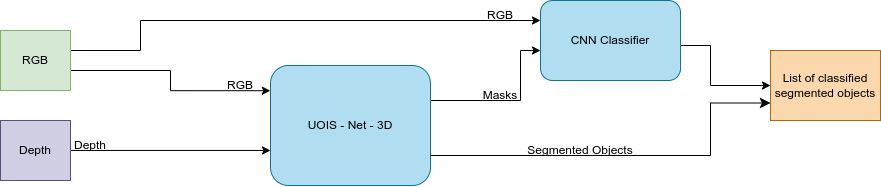 RGB
CNN Classifier
RGB
RGB
List of classified
segmented objects
Masks
UOIS - Net - 3D
Depth
Depth
Segmented Objects